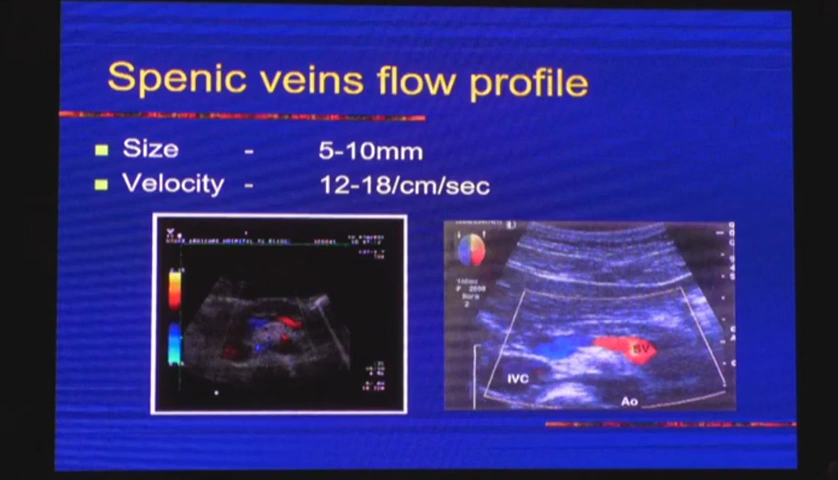 Spenic veins flow profile
Size - 5-10mm
Velocity - 12-18/cm/sec
SV
IVC
Ao